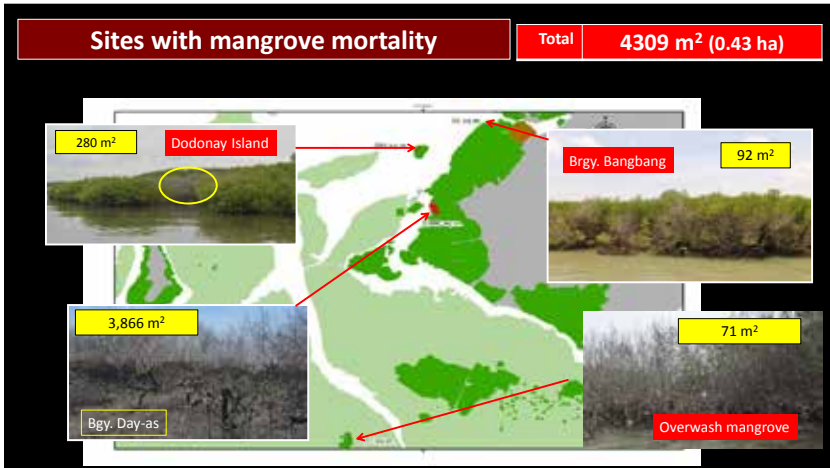 Sites with mangrove mortality
Total
4309 m² (0.43 ha)
280 m²
Dodonay Island
Brgy. Bangbang
92 m²
3,866 m²
Bgy. Day-as
71 m²
Overwash mangrove